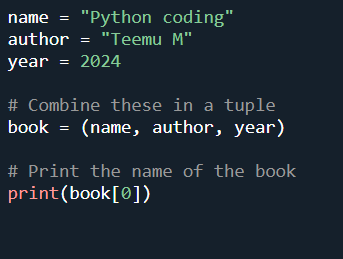 name = "Python coding"
author = "Teemu M"
year = 2024
# Combine these in a tuple
book = (name, author, year)
# Print the name of the book
print(book[0])